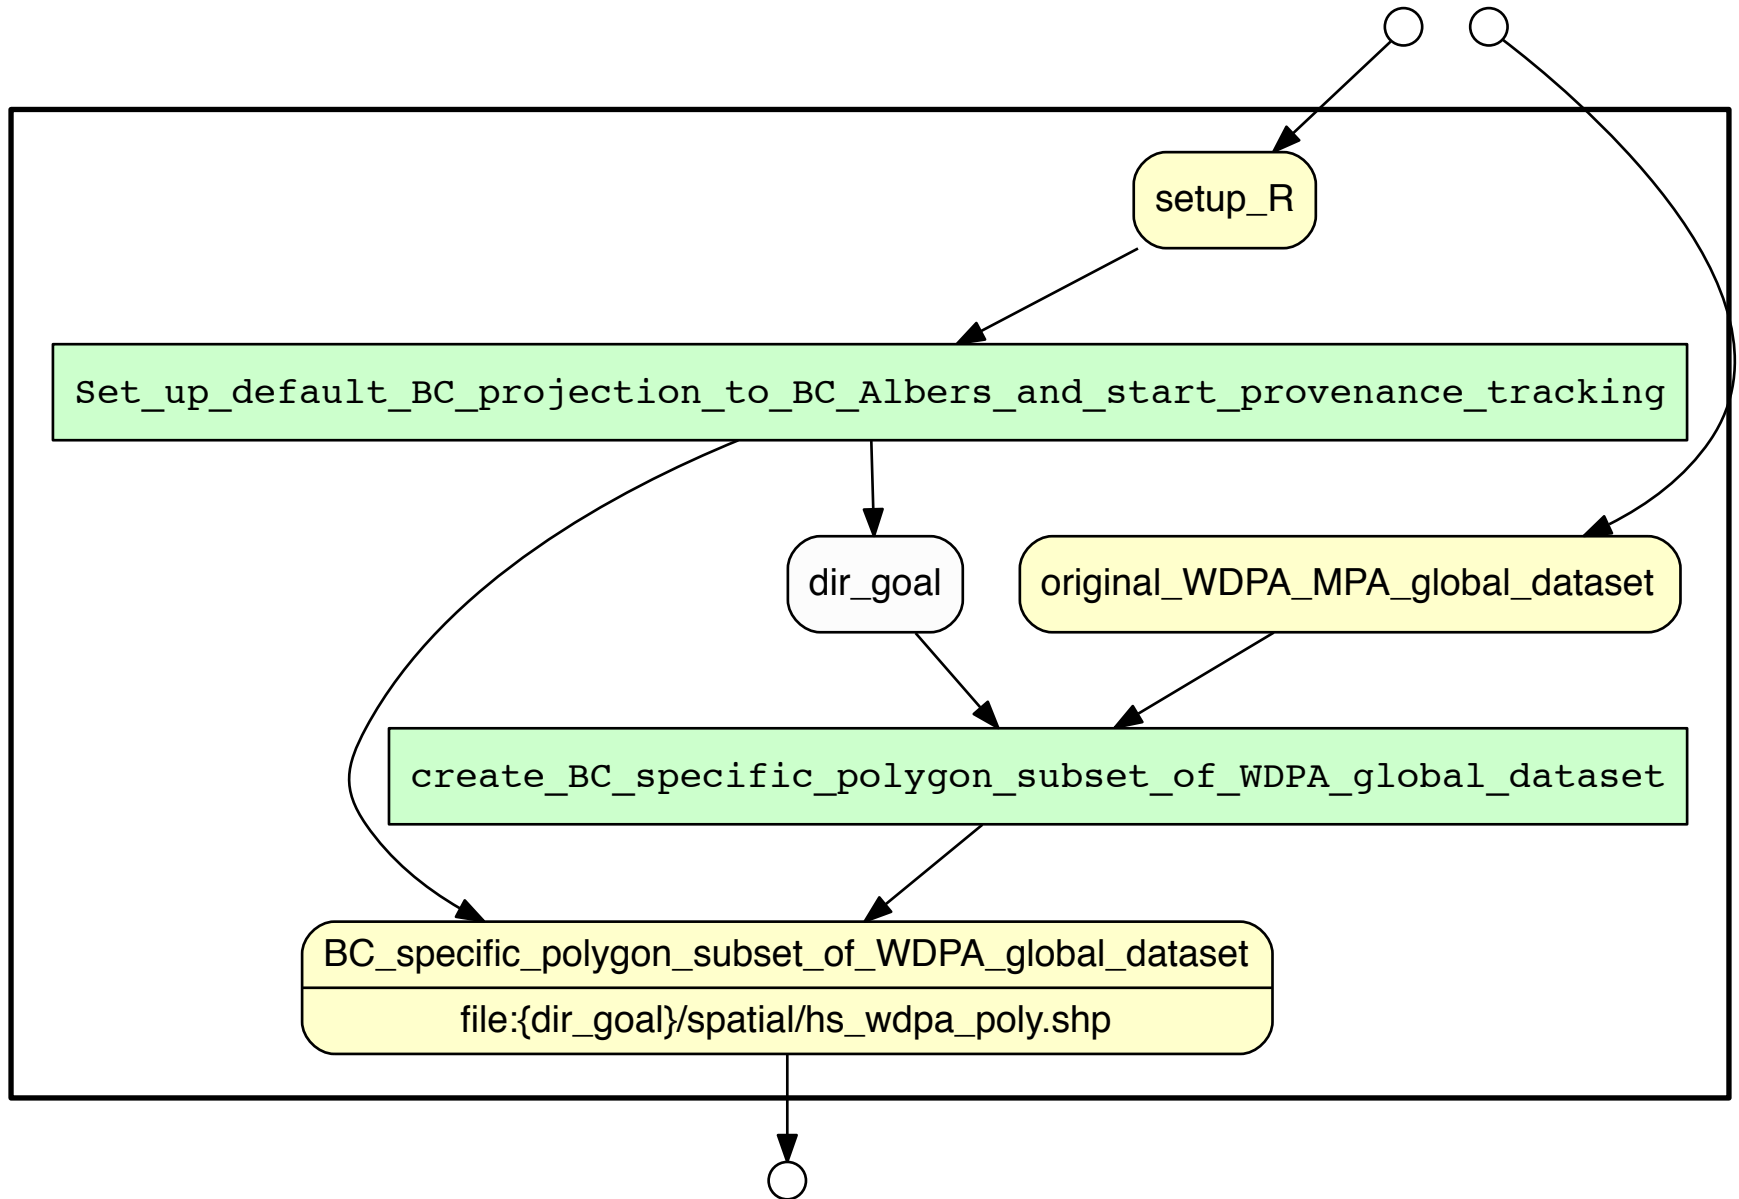 setup_R
Set_up_default_BC_projection_to_BC_Albers_and_start_provenance_tracking
dir_goal
original_WDPA_MPA_global_dataset
create_BC_specific_polygon_subset_of_WDPA_global_dataset
BC_specific_polygon_subset_of_WDPA_global_dataset
file:{dir_goal}/spatial/hs_wdpa_poly.shp